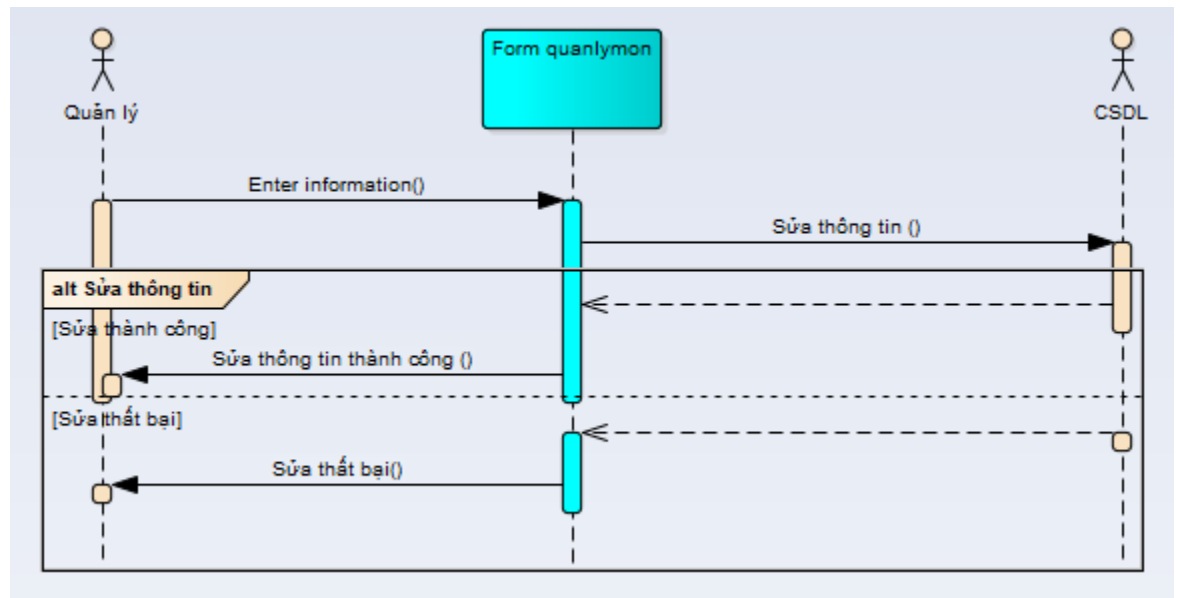 Quản lý
Form quanlymon
CSDL
Enter information()
Sửa thông tin ()
alt Sửa thông tin
[Sửa thành công]
Sửa thông tin thành công ()
[Sửa thất bại]
Sửa thất bại()